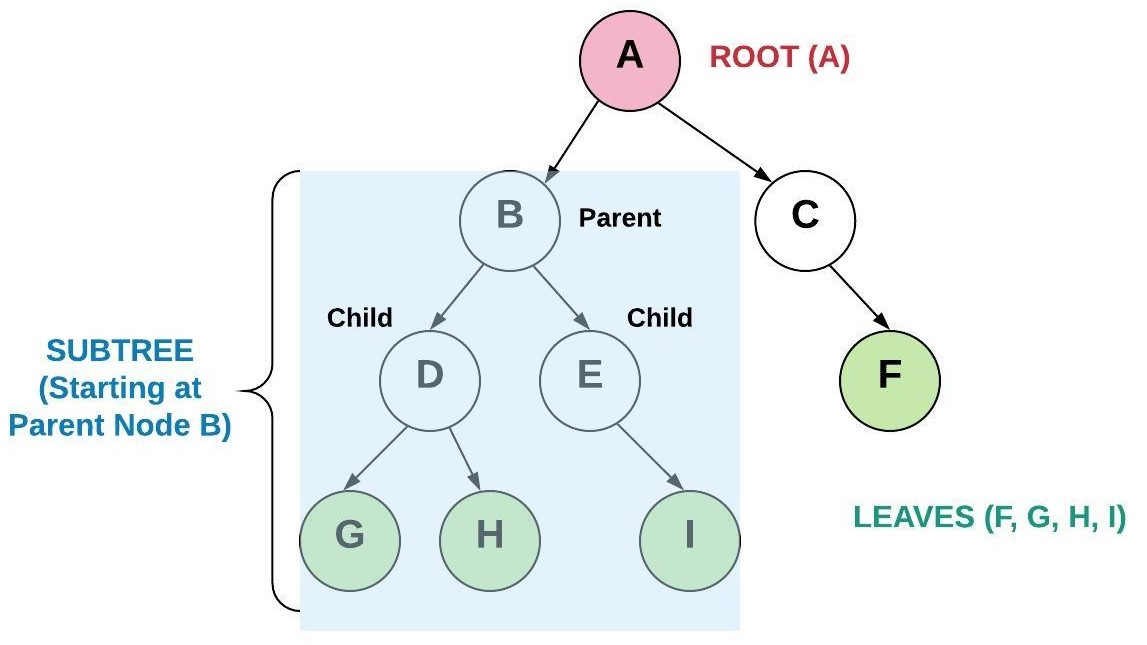 A
ROOT (A)
B
Parent
C
Child
Child
SUBTREE
(Starting at
Parent Node B)
D
E
F
G
H
I
LEAVES (F, G, H, I)